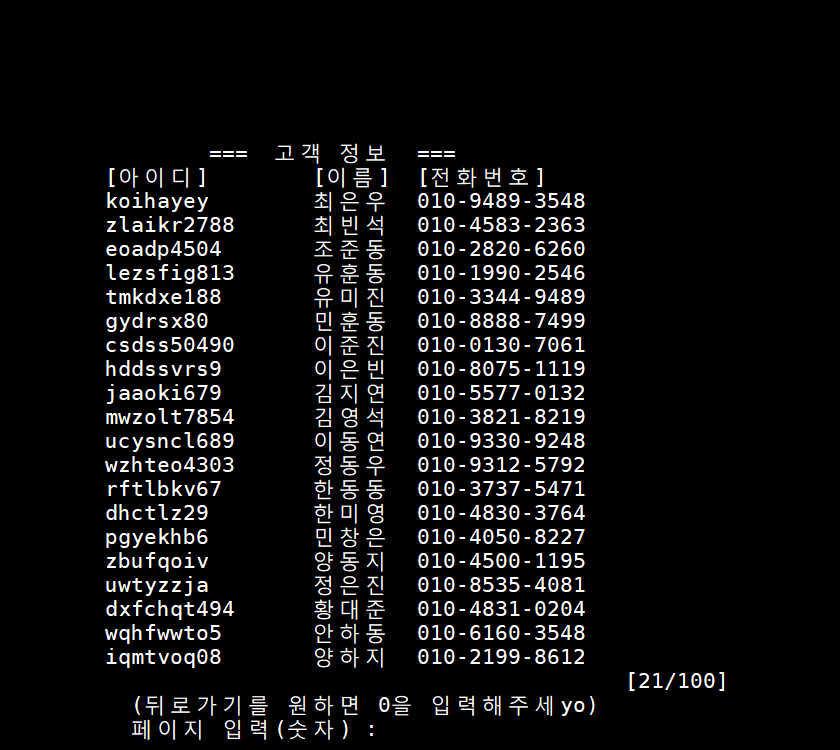 === 고객 정보 ===
[아이디] [이름] [전화번호]
koihayey 최은우 010-9489-3548
zlaikr2788 최빈석 010-4583-2363
eoadp4504 조준동 010-2820-6260
lezsfig813 유훈동 010-1990-2546
tmkdxe188 유미진 010-3344-9489
gydrsx80 민훈동 010-8888-7499
csdss50490 이준진 010-0130-7061
hddssvrs9 이은빈 010-8075-1119
jaaoki679 김지연 010-5577-0132
mwzolt7854 김영석 010-3821-8219
ucysncl689 이동연 010-9330-9248
wzhteo4303 정동우 010-9312-5792
rftlbkv67 한동동 010-3737-5471
dhctlz29 한미영 010-4830-3764
pgyekhb6 민창은 010-4050-8227
zbufqoiv 양동지 010-4500-1195
uwtyzzja 정은진 010-8535-4081
dxfchqt494 황대준 010-4831-0204
wqhfwwto5 안하동 010-6160-3548
iqmtvoq08 양하지 010-2199-8612
[21/100]
(뒤로가기를 원하면 0을 입력해주세yo)
페이지 입력(숫자) :